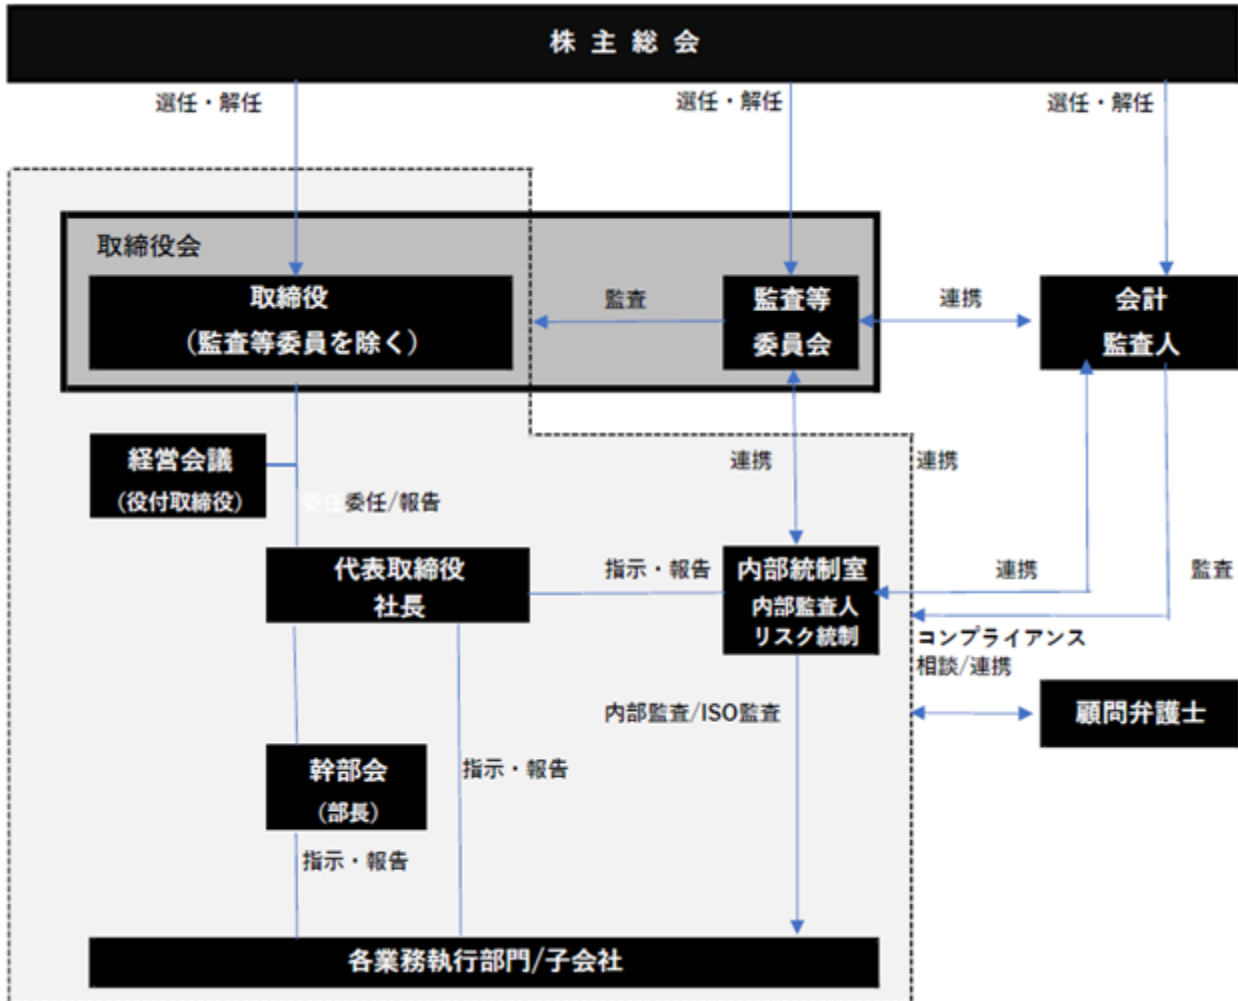 株 主 総 会
選任・解任
選任・解任
選任・解任
取締役会
取締役
（監査等委員を除く）
監査
監査等
委員会
連携
会計
監査人
経営会議
（役付取締役）
委任委任/報告
連携
連携
代表取締役
社長
指示・報告
内部統制室
内部監査人
リスク統制
連携
監査
コンプライアンス
相談/連携
顧問弁護士
内部監査/ISO監査
幹部会
（部長）
指示・報告
指示・報告
各業務執行部門/子会社